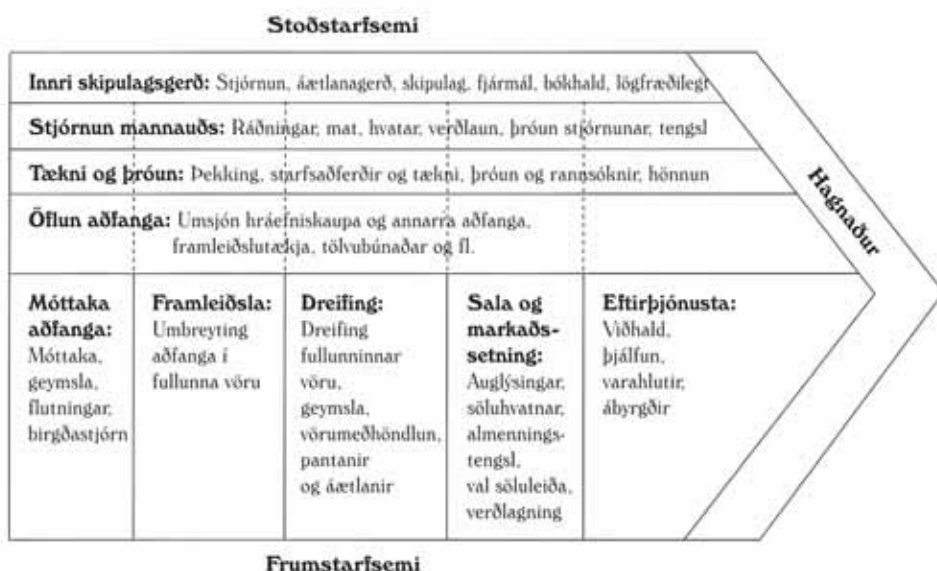 Stoðstarfsemi
Innri skipulagsgerð: Stjórnun, áætlanagerð, skipulag. fjármál, bókhald, lögfræðilegt
Stjórnun mannauðs: Ráðningar, mat, hvatar, verðlaun, þróun stjórnunar, tengsl
Tækni og þróun: Þekking, starfsaðferðir og tækni, þróun og rannsóknir, hönnun
Öflun aðfanga: Umsjón hráefniskaupa og annarra aðfanga,
framleiðslutækja, tölvubúnaðar og fl.
Hagnaður
Móttaka
aðfanga:
Móttaka,
geymsla,
flutningar,
birgðastjórn
Framleiðsla:
Umbreyting
aðfanga í
fullunna vöru
Dreifing:
Dreifing
fullunninnar
vöru,
geymsla,
vörumeðhöndlun,
pantanir
og áætlanir
Sala og
markaðs-
setning:
Auglýsingar,
söluhvatnar,
almennings-
tengsl,
val söluleiða,
verðlagning
Eftirþjónusta:
Viðhald,
þjálfun,
varahlutir,
ábyrgðir
Frumstarfsemi